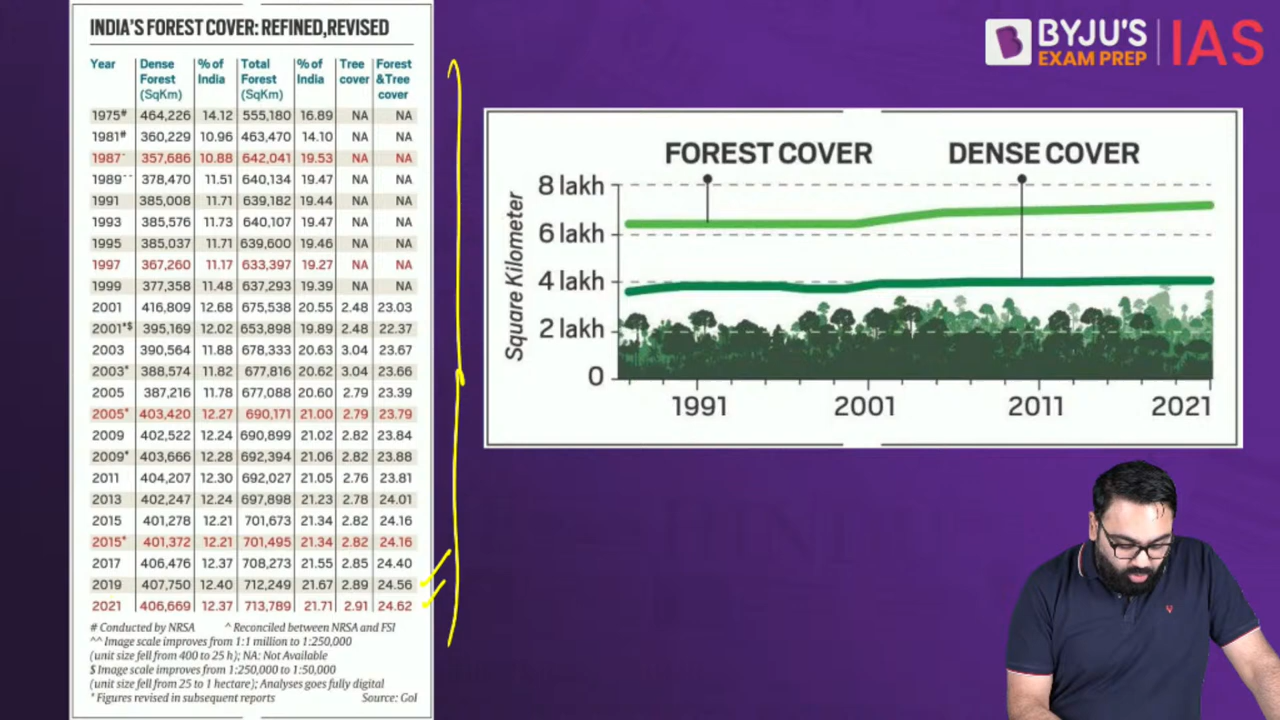 INDIA'S FOREST COVER: REFINED,REVISED
Year Dense Forest (SqKm) % of India Total Forest (SqKm) % of India Tree cover Forest &Tree cover
1975# 464,226 14.12 555,180 16.89 NA NA
1981# 360,229 10.96 463,470 14.10 NA NA
1987^ 357,686 10.88 642,041 19.53 NA NA
1989^^ 378,470 11.51 640,134 19.47 NA NA
1991 385,008 11.71 639,182 19.44 NA NA
1993 385,576 11.73 640,107 19.47 NA NA
1995 385,037 11.71 639,600 19.46 NA NA
1997 367,260 11.17 633,397 19.27 NA NA
1999 377,358 11.48 637,293 19.39 NA NA
2001 416,809 12.68 675,538 20.55 2.48 23.03
2001*$ 395,169 12.02 653,898 19.89 2.48 22.37
2003 390,564 11.88 678,333 20.63 3.04 23.67
2003* 388,574 11.82 677,816 20.62 3.04 23.66
2005 387,216 11.78 677,088 20.60 2.79 23.39
2005* 403,420 12.27 690,171 21.00 2.79 23.79
2009 402,522 12.24 690,899 21.02 2.82 23.84
2009* 403,666 12.28 692,394 21.06 2.82 23.88
2011 404,207 12.30 692,027 21.05 2.76 23.81
2013 402,247 12.24 697,898 21.23 2.78 24.01
2015 401,278 12.21 701,673 21.34 2.82 24.16
2015* 401,372 12.21 701,495 21.34 2.82 24.16
2017 406,476 12.37 708,273 21.55 2.85 24.40
2019 407,750 12.40 712,249 21.67 2.89 24.56
2021 406,669 12.37 713,789 21.71 2.91 24.62
# Conducted by NRSA ^ Reconciled between NRSA and FSI
^^ Image scale improves from 1:1 million to 1:250,000
(unit size fell from 400 to 25 h); NA: Not Available
$ Image scale improves from 1:250,000 to 1:50,000
(unit size fell from 25 to 1 hectare); Analyses goes fully digital
* Figures revised in subsequent reports Source: GoI
BYJU'S
EXAM PREP
IAS
FOREST COVER DENSE COVER
Square Kilometer
8 lakh
6 lakh
4 lakh
2 lakh
0
1991 2001 2011 2021